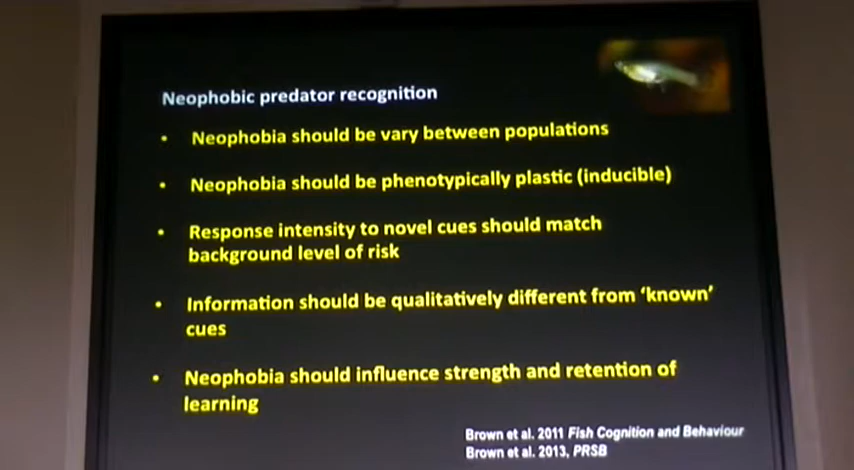 Neophobic predator recognition
• Neophobia should be vary between populations
• Neophobia should be phenotypically plastic (inducible)
• Response intensity to novel cues should match
background level of risk
• Information should be qualitatively different from ‘known’
cues
• Neophobia should influence strength and retention of
learning
Brown et al. 2011 Fish Cognition and Behaviour
Brown et al. 2013, PRSB